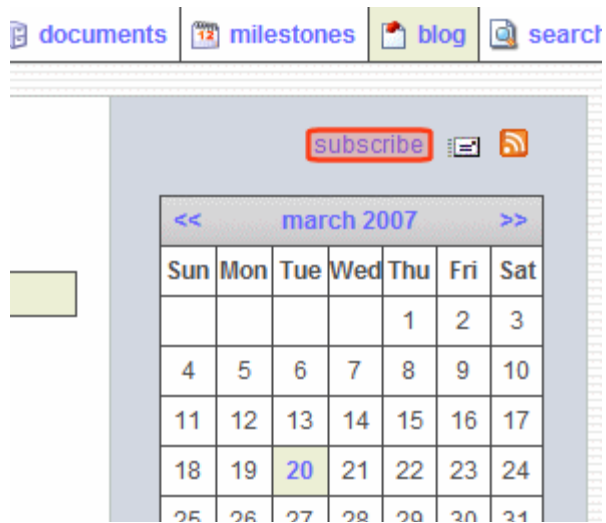 documents 12 milestones blog search
subscribe
<< march 2007 >>
Sun Mon Tue Wed Thu Fri Sat
1 2 3
4 5 6 7 8 9 10
11 12 13 14 15 16 17
18 19 20 21 22 23 24
25 26 27 28 29 30 31